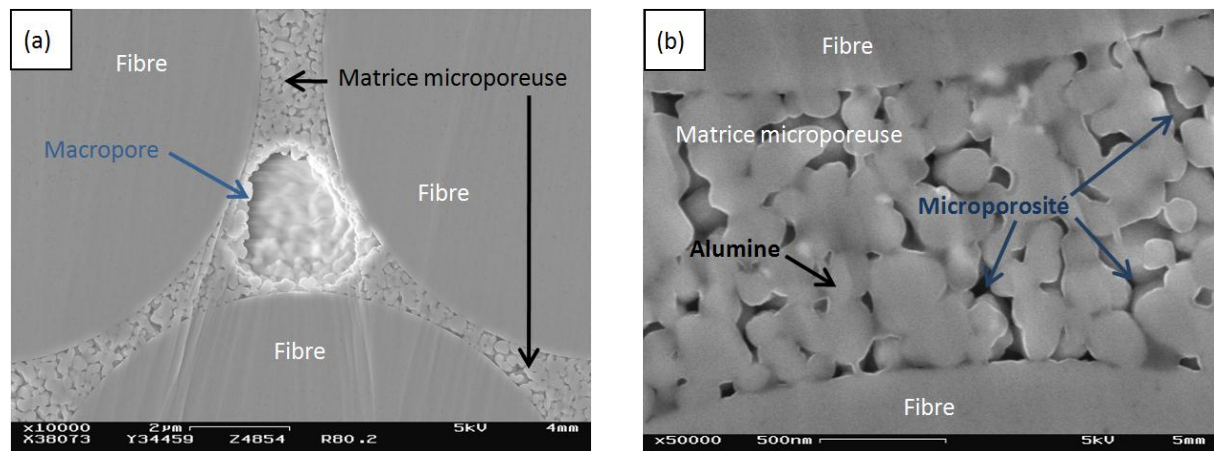 (a)
Fibre
Matrice microporeuse
Macropore
Fibre
Fibre
x10000 2µm 5kV 4mm
X38073 Y34459 Z4854 R80.2
(b)
Fibre
Matrice microporeuse
Microporosité
Alumine
Fibre
x50000 500nm 5kV 5mm